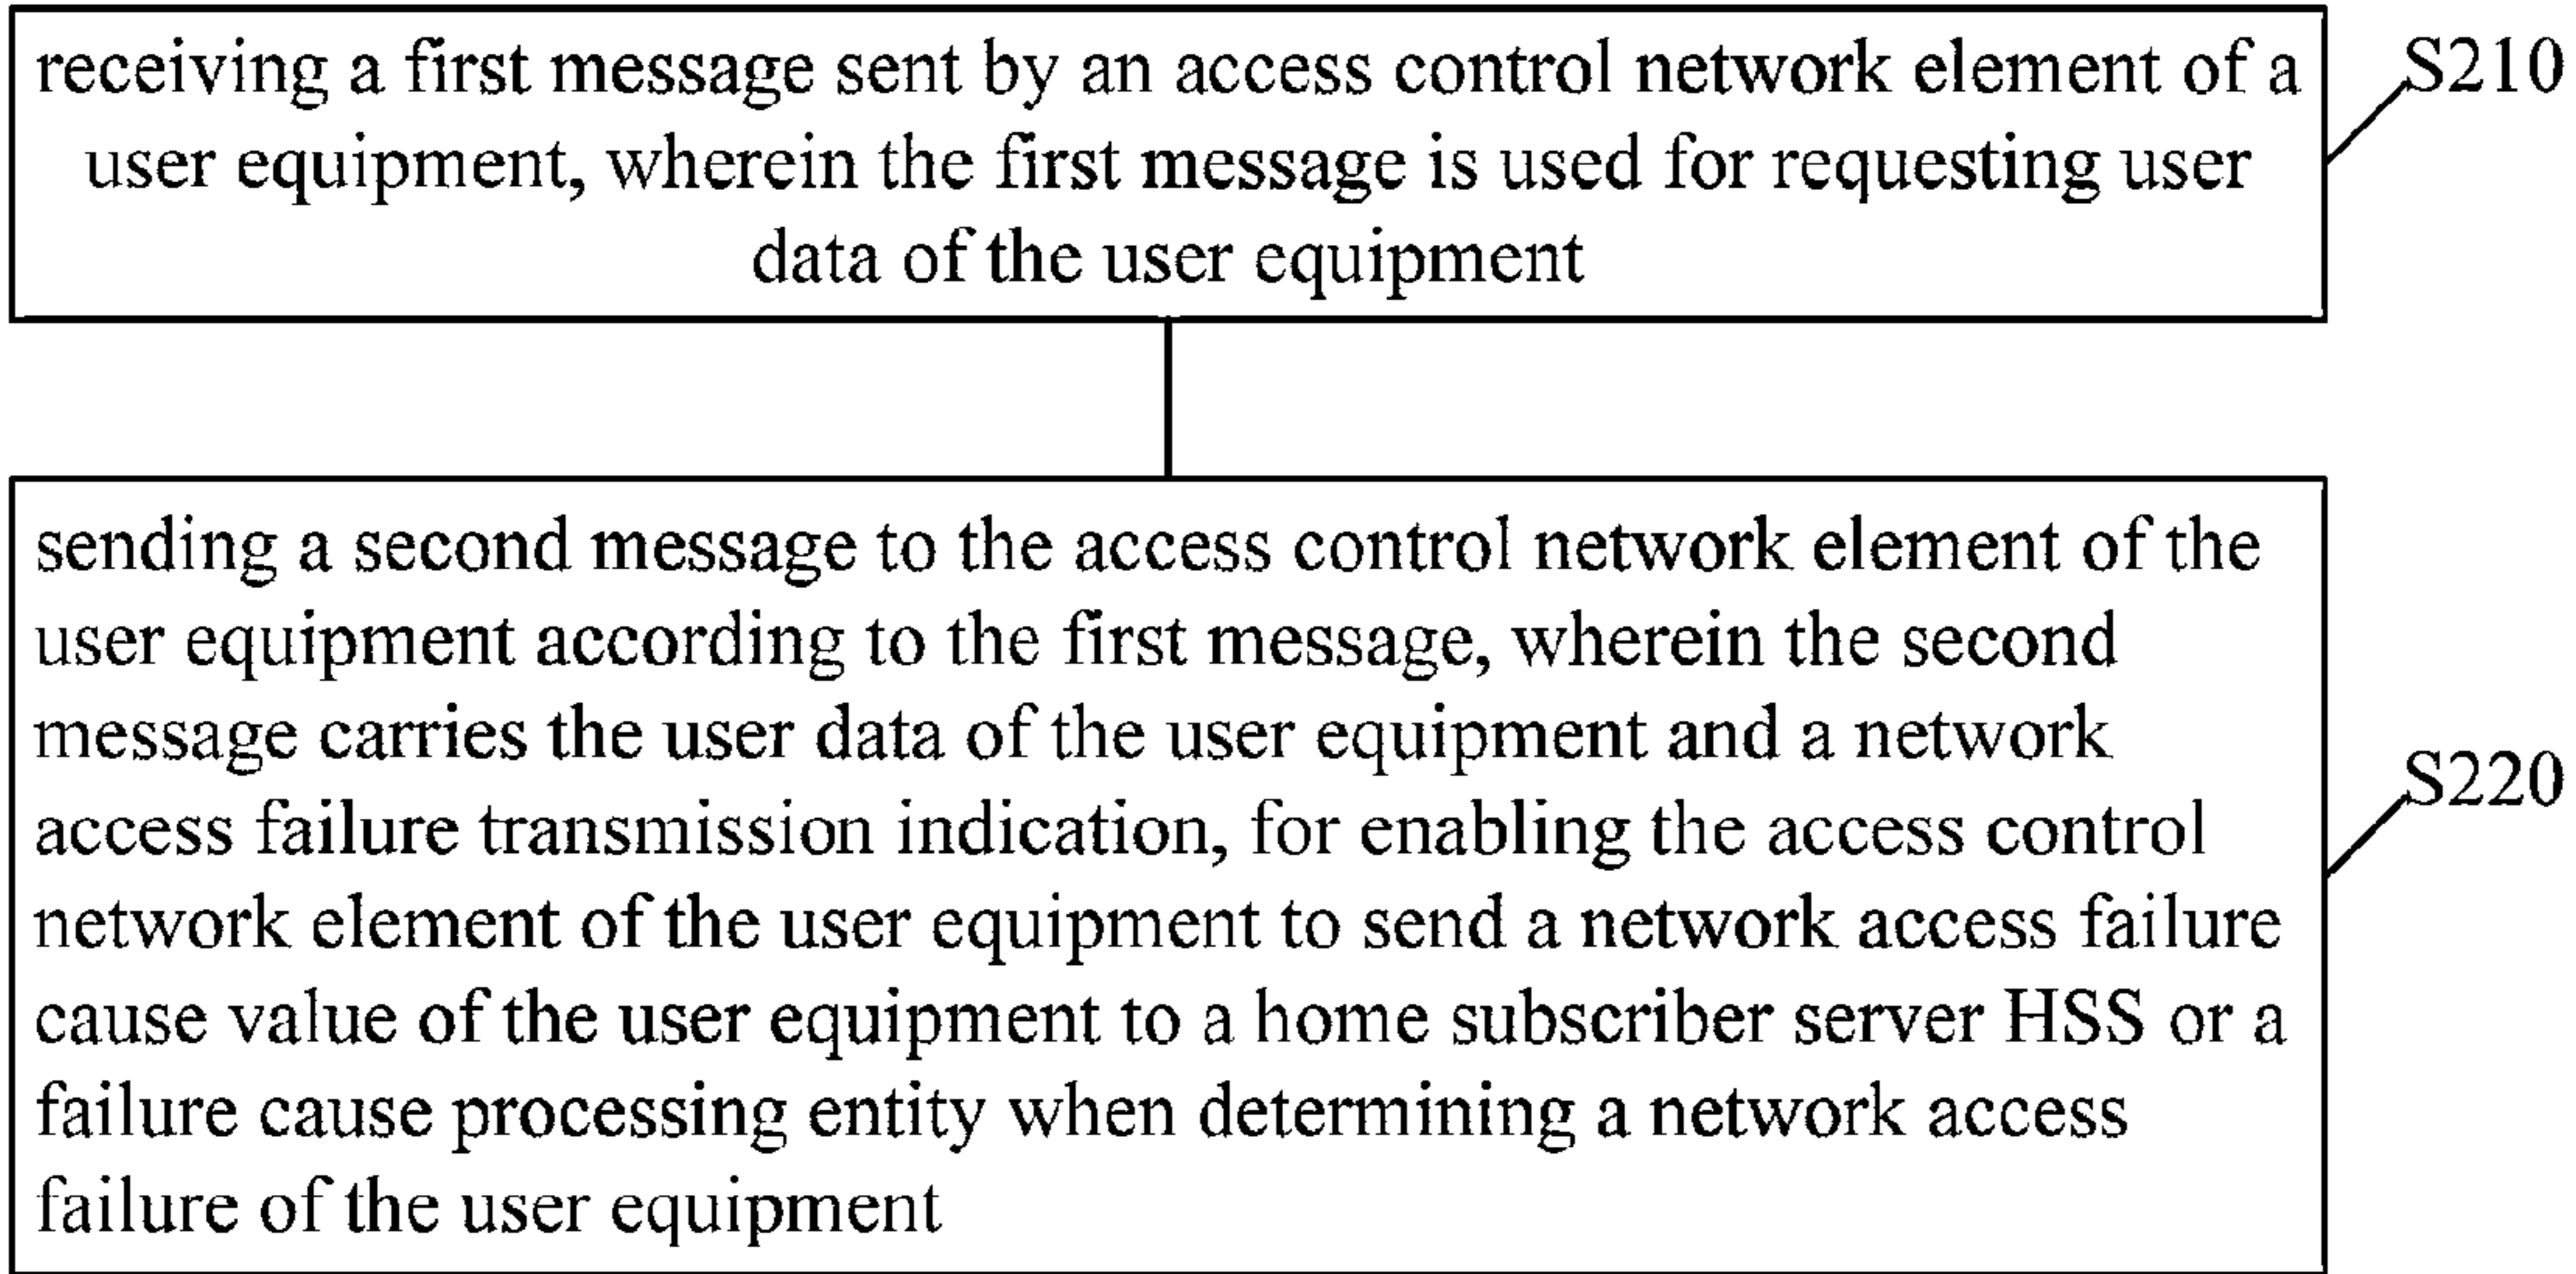 receiving a first message sent by an access control network element of a
user equipment, wherein the first message is used for requesting user
data of the user equipment
S210
sending a second message to the access control network element of the
user equipment according to the first message, wherein the second
message carries the user data of the user equipment and a network
access failure transmission indication, for enabling the access control
network element of the user equipment to send a network access failure
cause value of the user equipment to a home subscriber server HSS or a
failure cause processing entity when determining a network access
failure of the user equipment
S220